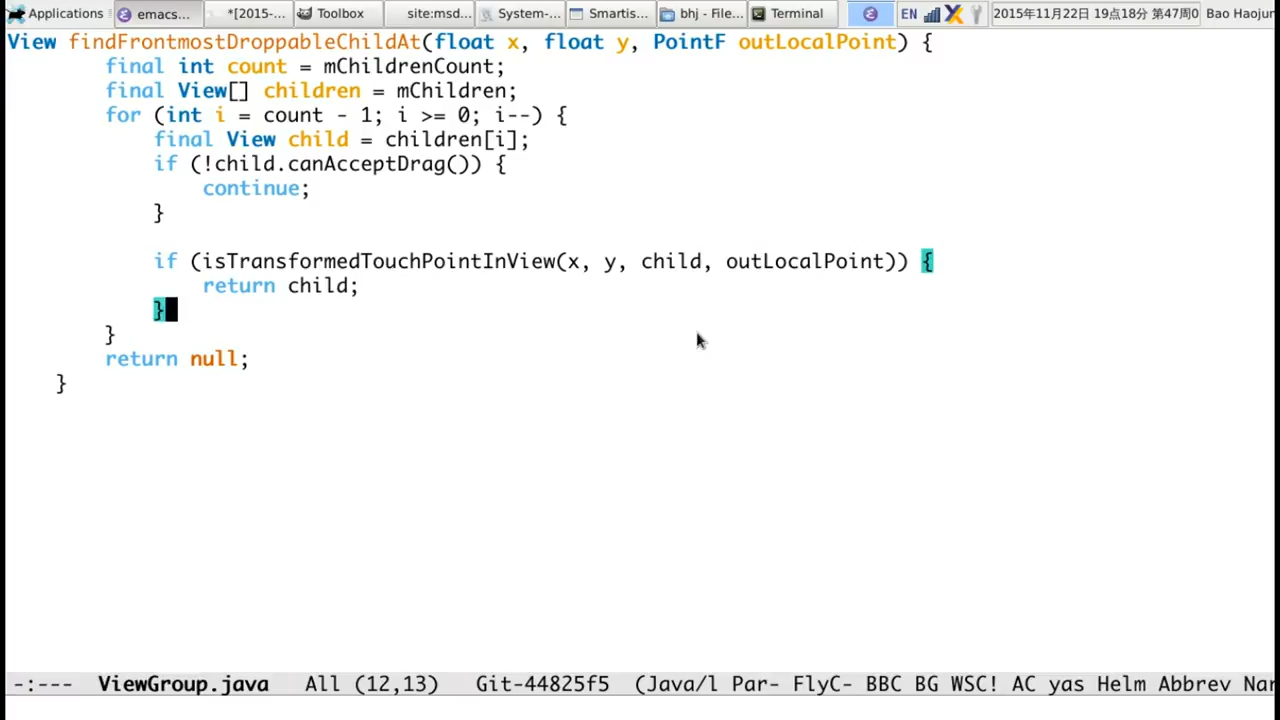 Applications emacs... *[2015-... Toolbox site:msd... System-... Smartis... bhj - File... Terminal EN 2015年11月22日 19点18分 第47周0 Bao Haojun
View findFrontmostDroppableChildAt(float x, float y, PointF outLocalPoint) {
final int count = mChildrenCount;
final View[] children = mChildren;
for (int i = count - 1; i >= 0; i--) {
final View child = children[i];
if (!child.canAcceptDrag()) {
continue;
}
if (isTransformedTouchPointInView(x, y, child, outLocalPoint)) {
return child;
}
}
return null;
}
-:--- ViewGroup.java All (12,13) Git-44825f5 (Java/l Par- FlyC- BBC BG WSC! AC yas Helm Abbrev Nar